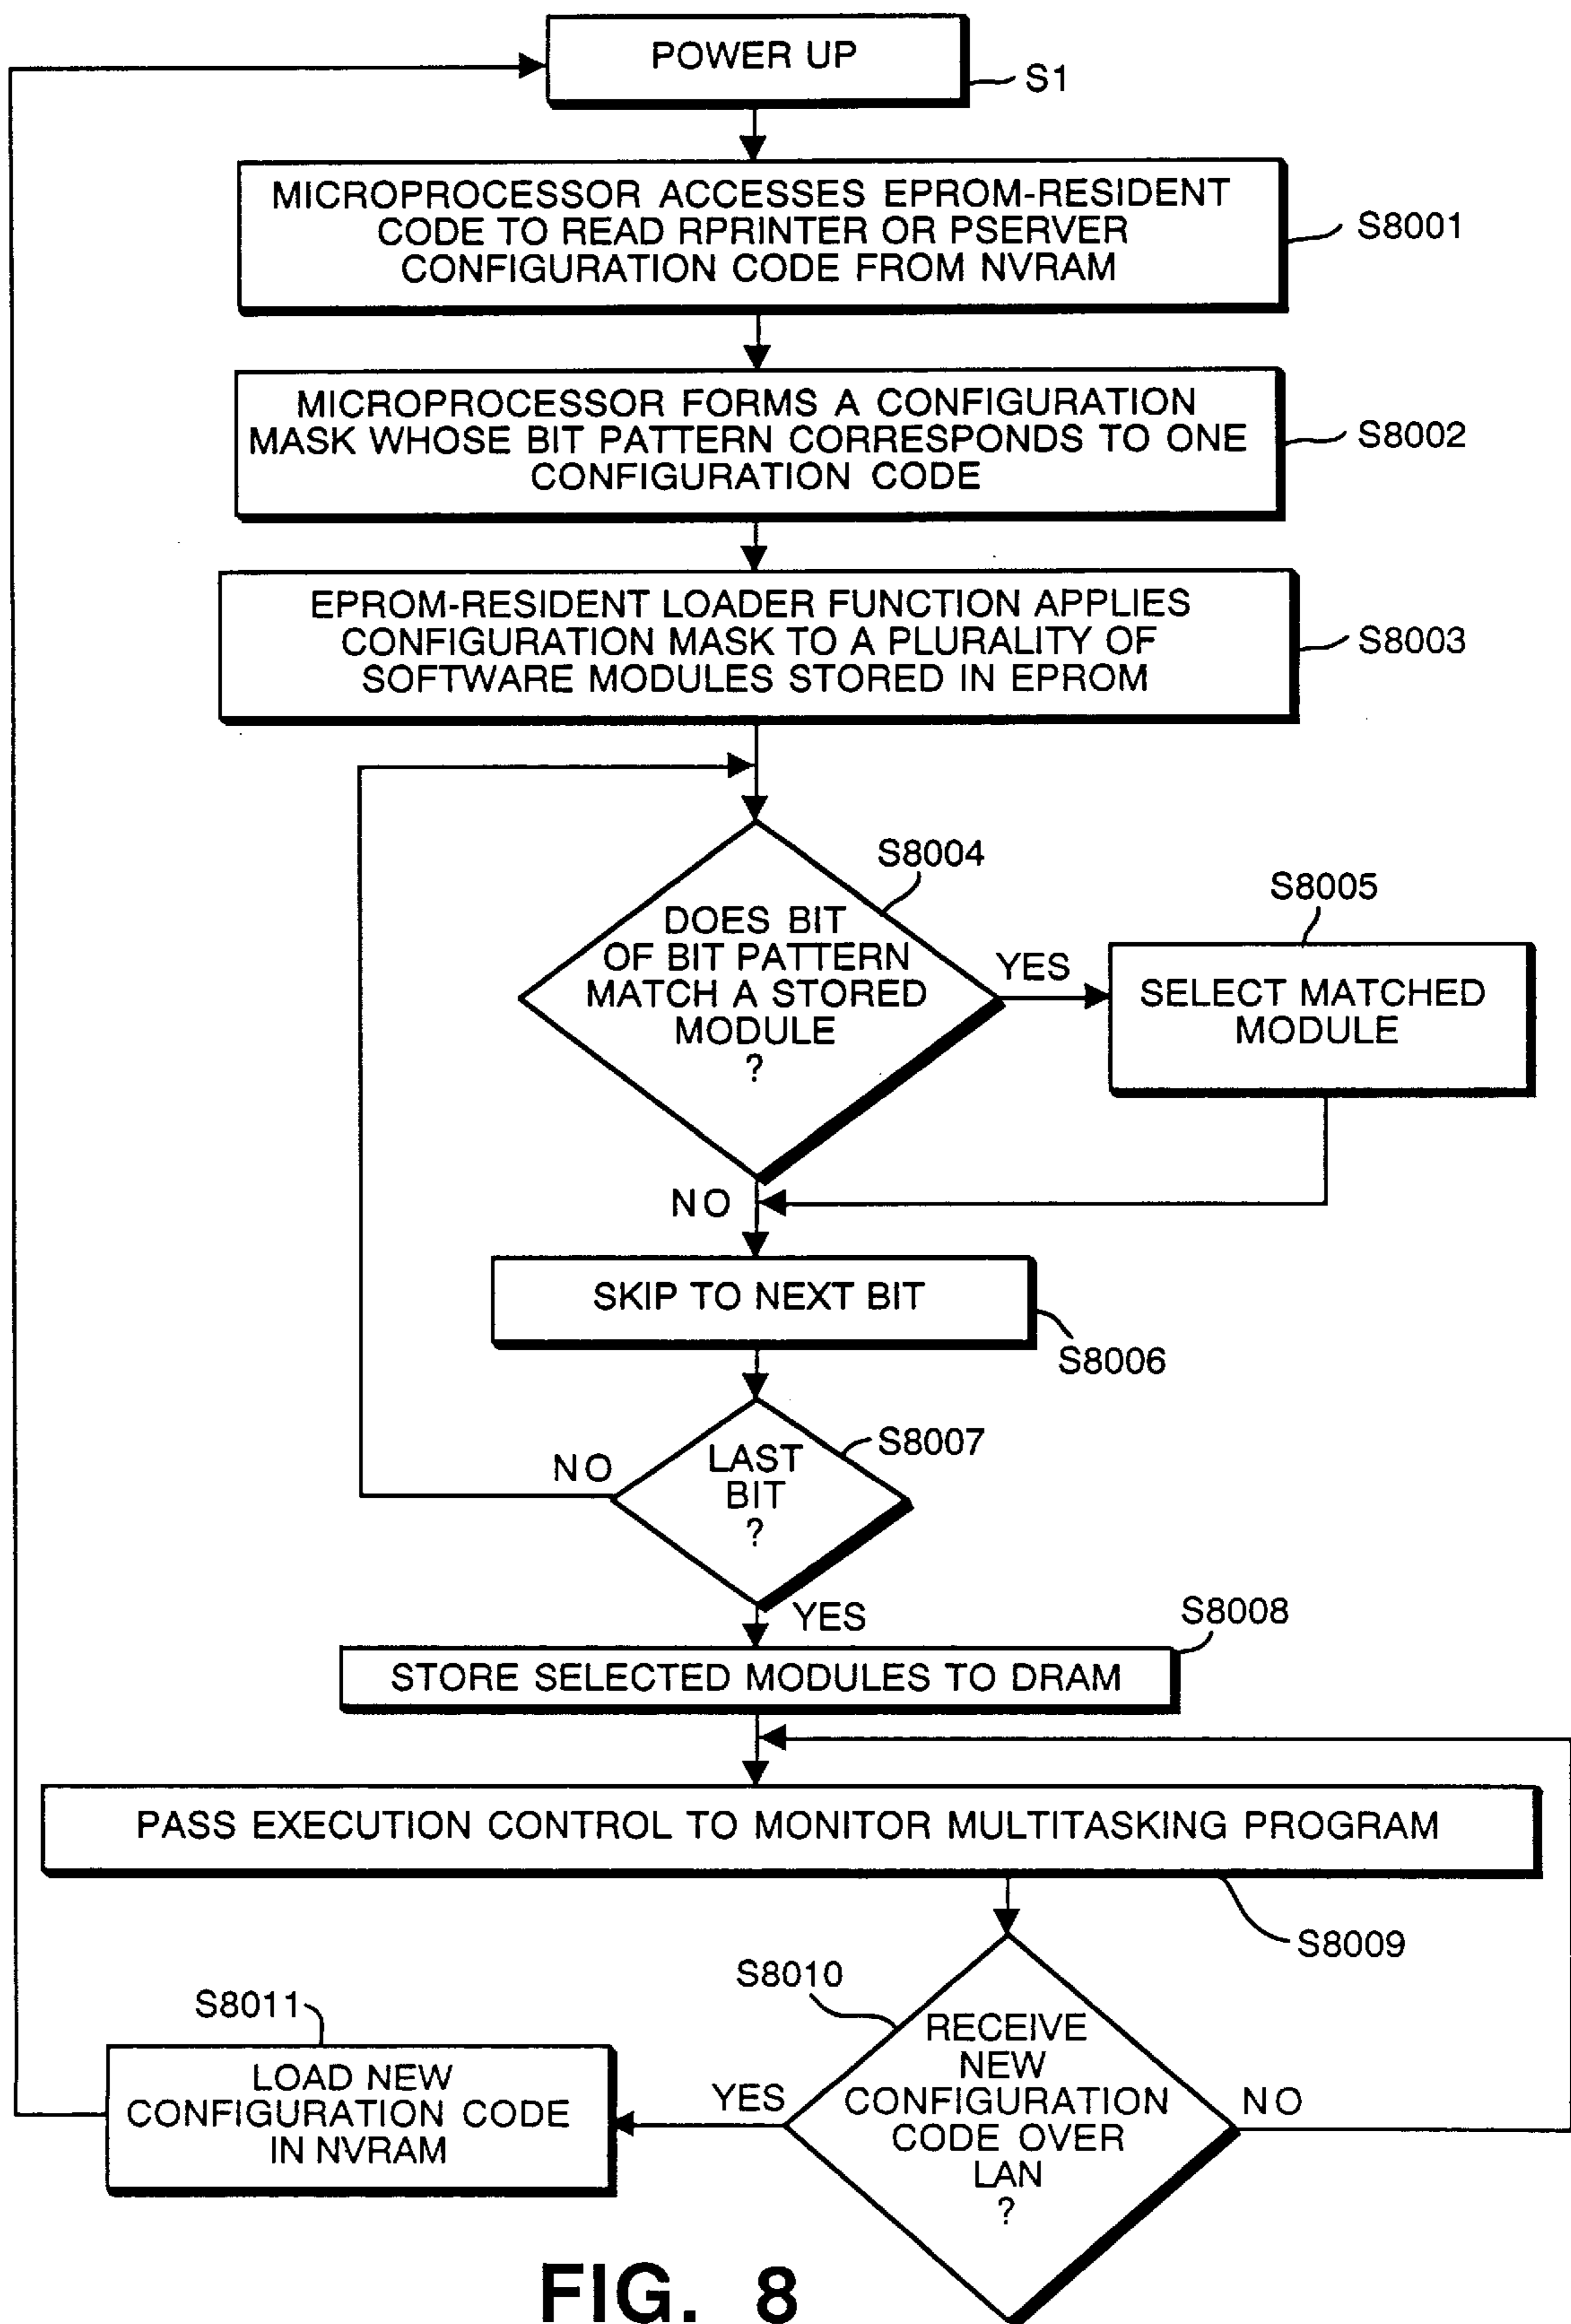 POWER UP
S1
MICROPROCESSOR ACCESSES EPROM-RESIDENT
CODE TO READ RPRINTER OR PSERVER
CONFIGURATION CODE FROM NVRAM
S8001
MICROPROCESSOR FORMS A CONFIGURATION
MASK WHOSE BIT PATTERN CORRESPONDS TO ONE
CONFIGURATION CODE
S8002
EPROM-RESIDENT LOADER FUNCTION APPLIES
CONFIGURATION MASK TO A PLURALITY OF
SOFTWARE MODULES STORED IN EPROM
S8003
S8004
DOES BIT
OF BIT PATTERN
MATCH A STORED
MODULE
?
YES
S8005
SELECT MATCHED
MODULE
NO
SKIP TO NEXT BIT
S8006
S8007
LAST
BIT
?
NO
YES
S8008
STORE SELECTED MODULES TO DRAM
PASS EXECUTION CONTROL TO MONITOR MULTITASKING PROGRAM
S8009
S8010
RECEIVE
NEW
CONFIGURATION
CODE OVER
LAN
?
NO
YES
S8011
LOAD NEW
CONFIGURATION CODE
IN NVRAM
FIG. 8